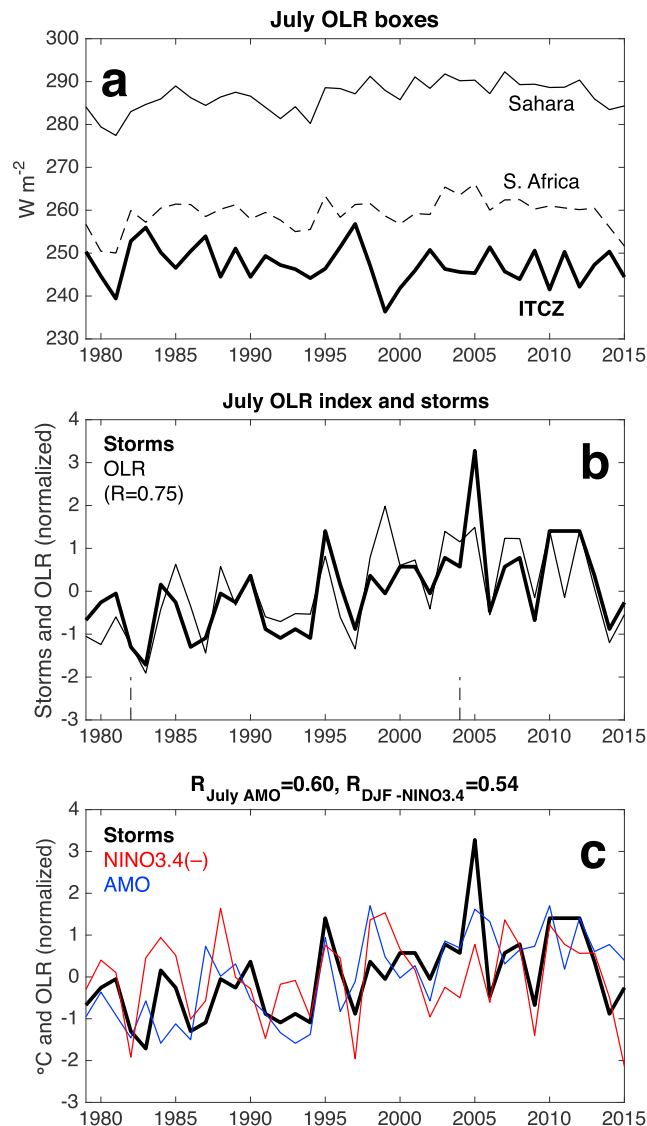 July OLR boxes
300
290
280
270
260
250
240
230
W m-2
a
Sahara
S. Africa
ITCZ
1980 1985 1990 1995 2000 2005 2010 2015
July OLR index and storms
4
3
2
1
0
-1
-2
-3
Storms and OLR (normalized)
Storms
OLR
(R=0.75)
b
1980 1985 1990 1995 2000 2005 2010 2015
RJuly AMO=0.60, RDJF -NINO3.4=0.54
4
3
2
1
0
-1
-2
-3
°C and OLR (normalized)
Storms
NINO3.4(–)
AMO
c
1980 1985 1990 1995 2000 2005 2010 2015